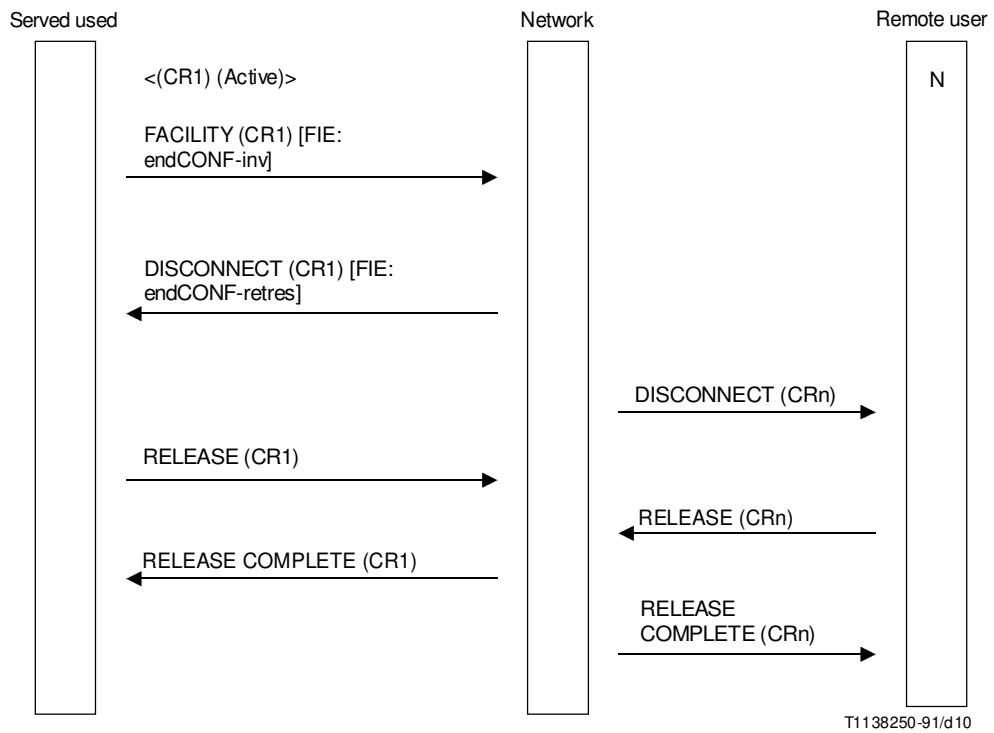 Served used
Network
Remote user
<(CR1) (Active)>
N
FACILITY (CR1) [FIE:
endCONF-inv]
DISCONNECT (CR1) [FIE:
endCONF-retres]
DISCONNECT (CRn)
RELEASE (CR1)
RELEASE (CRn)
RELEASE COMPLETE (CR1)
RELEASE
COMPLETE (CRn)
T1138250-91/d10